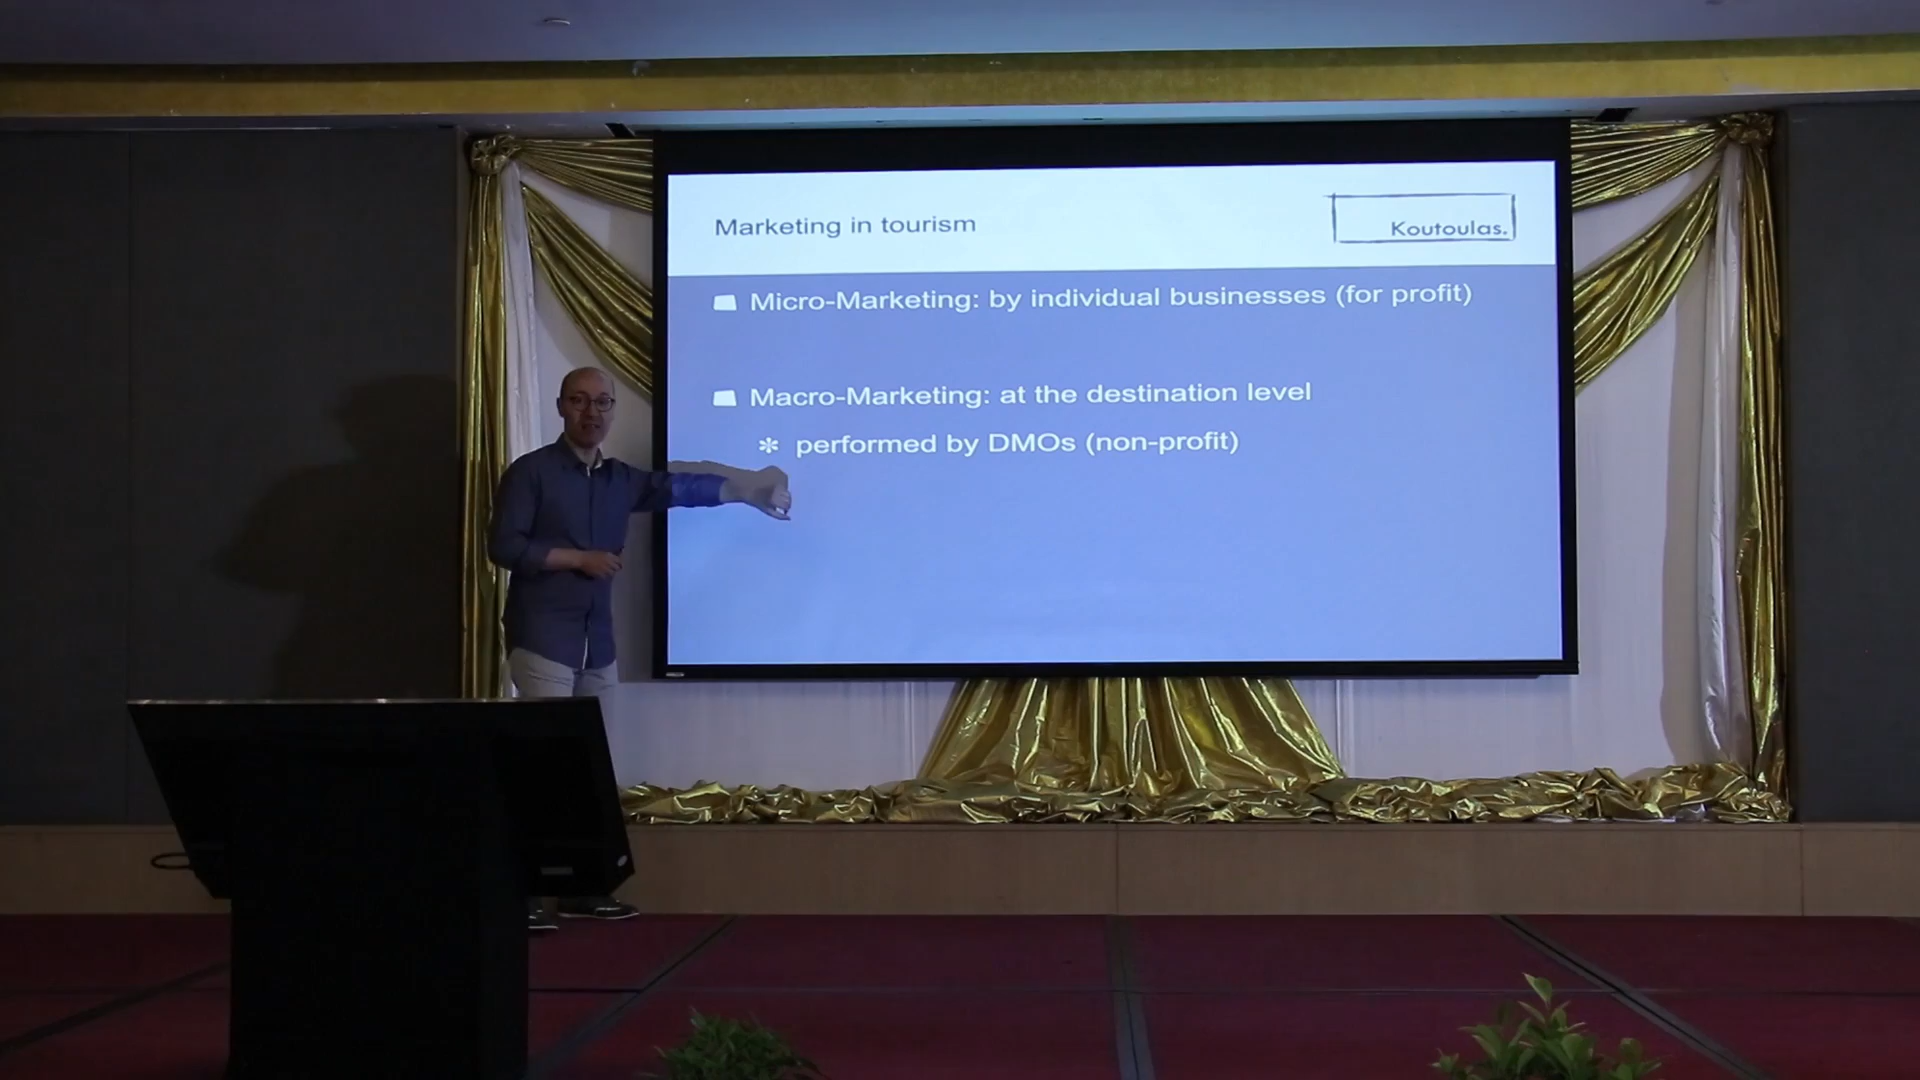 Marketing in tourism
Koutoulas.
Micro-Marketing: by individual businesses (for profit)
Macro-Marketing: at the destination level
performed by DMOs (non-profit)